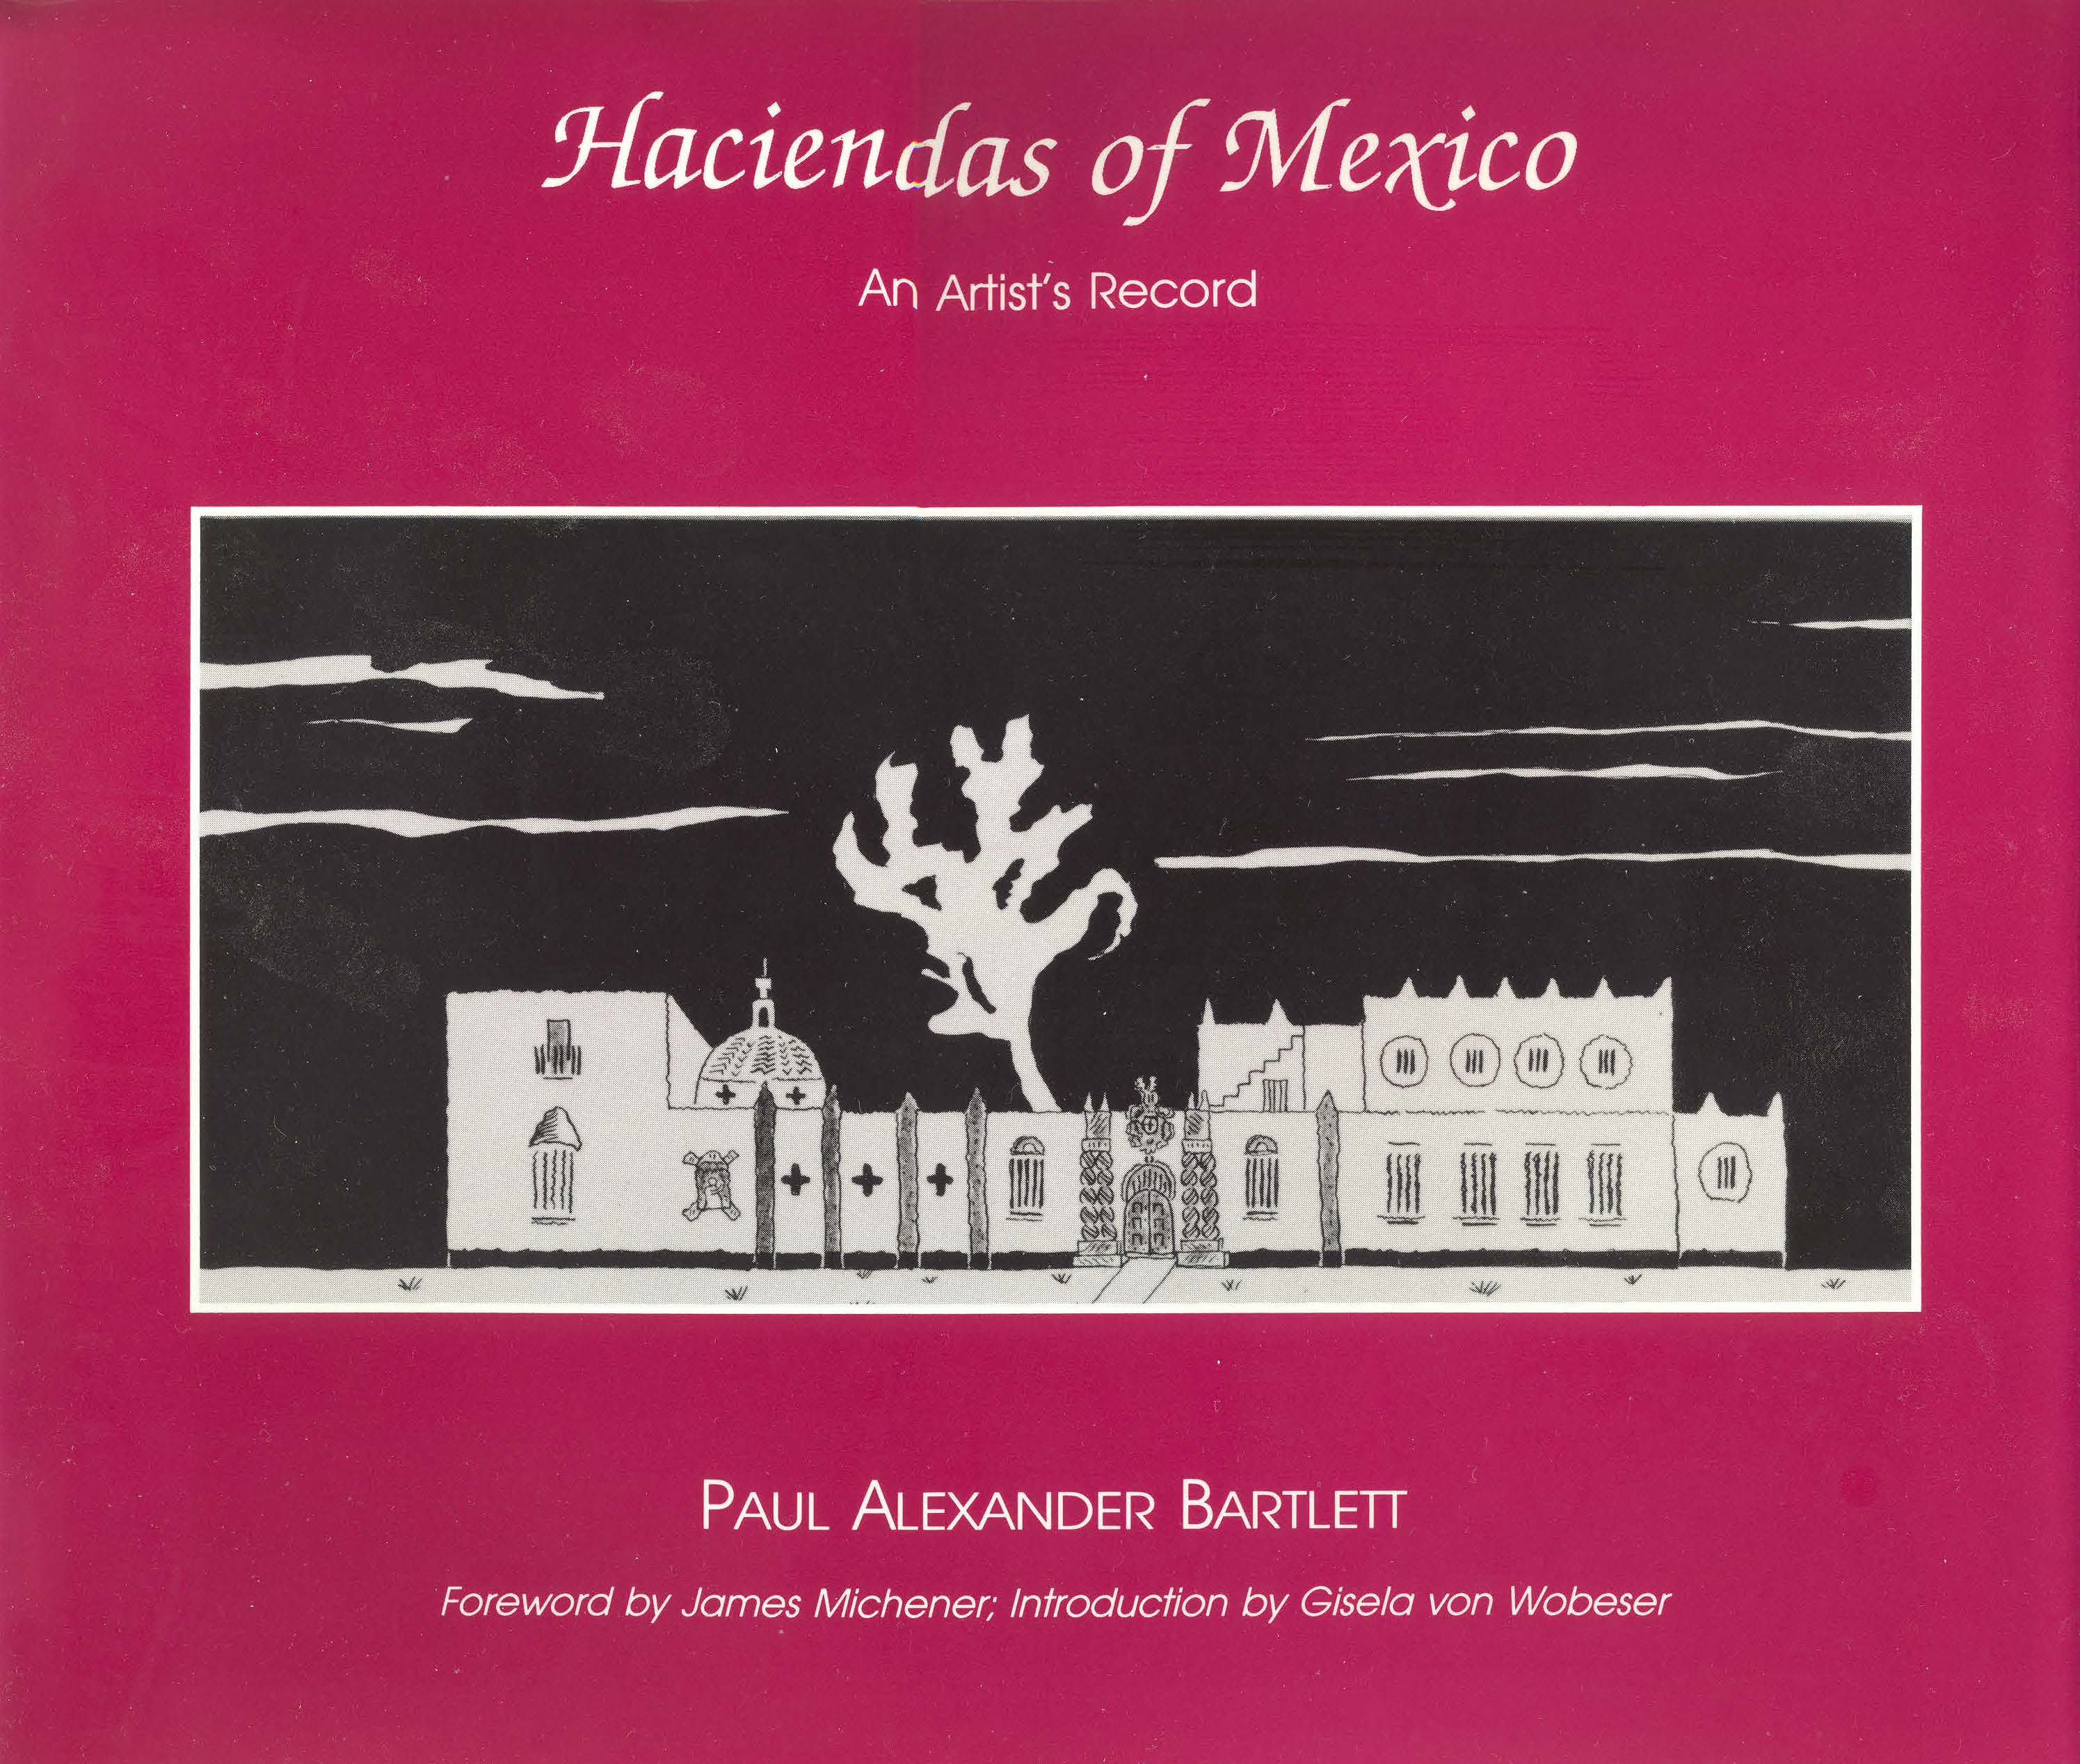 Haciendas of Mexico
An Artist's Record
PAUL ALEXANDER BARTLETT
Foreword by James Michener; Introduction by Gisela von Wobeser